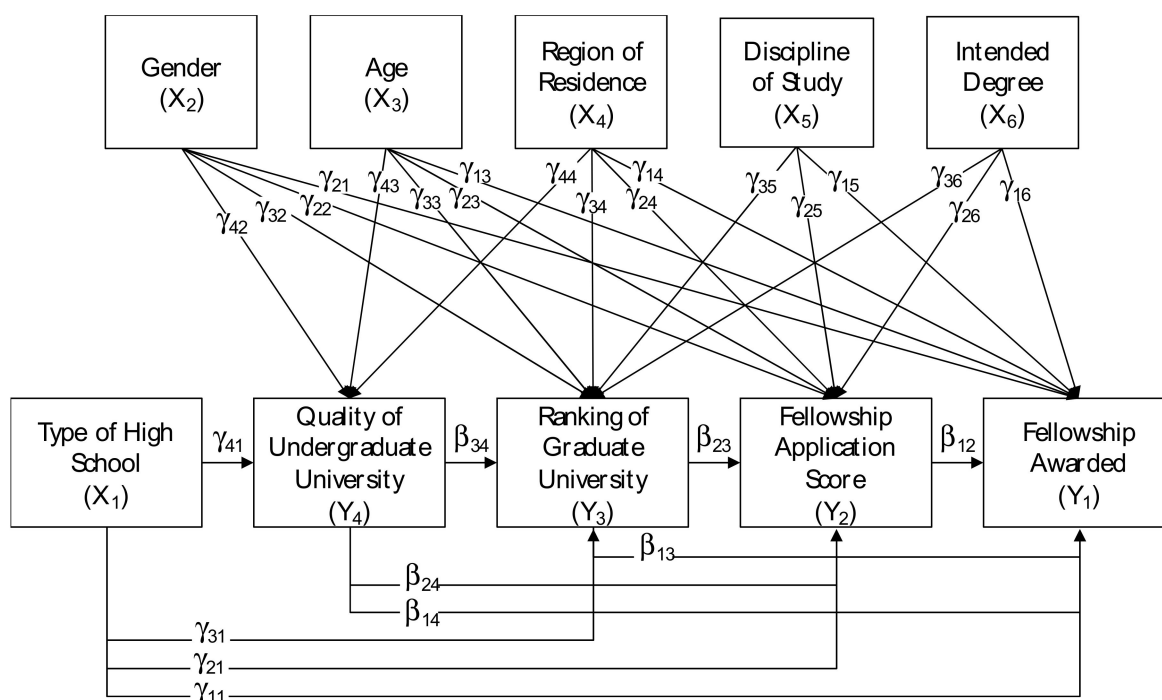 Gender
(X₂)
Age
(X₃)
Region of
Residence
(X₄)
Discipline
of Study
(X₅)
Intended
Degree
(X₆)
γ₄₂
γ₃₂
γ₂₂
γ₂₁
γ₄₃
γ₃₃
γ₂₃
γ₁₃
γ₄₄
γ₃₄
γ₂₄
γ₁₄
γ₃₅
γ₂₅
γ₁₅
γ₃₆
γ₂₆
γ₁₆
Type of High
School
(X₁)
γ₄₁
Quality of
Undergraduate
University
(Y₄)
β₃₄
Ranking of
Graduate
University
(Y₃)
β₂₃
Fellowship
Application
Score
(Y₂)
β₁₂
Fellowship
Awarded
(Y₁)
β₁₃
β₂₄
β₁₄
γ₃₁
γ₂₁
γ₁₁